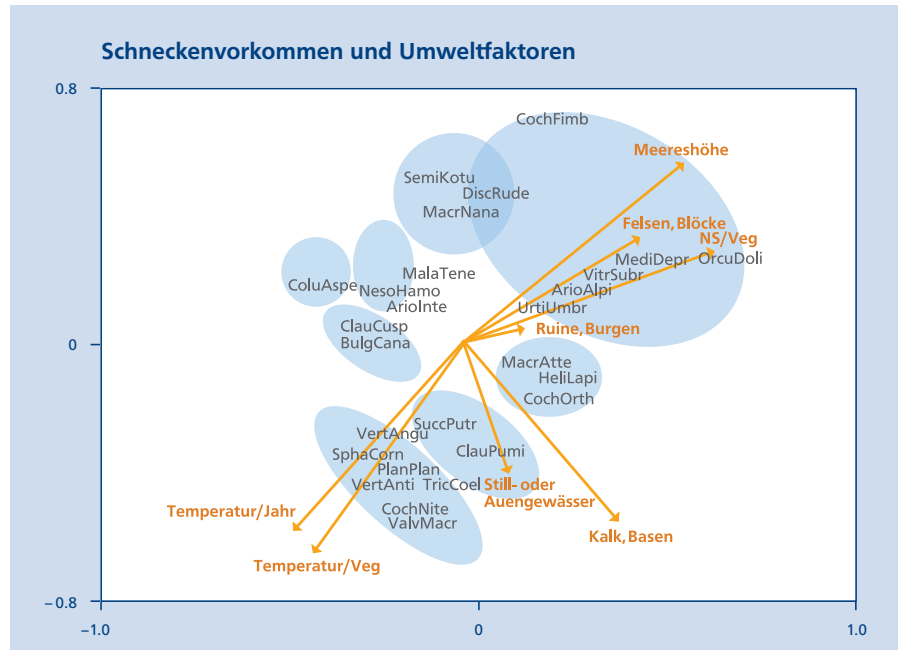 Schneckenvorkommen und Umweltfaktoren
0.8
CochFimb
Meereshöhe
SemiKotu
DiscRude
MacrNana
Felsen, Blöcke
NS/Veg
MediDepr
OrcuDoli
MalaTene
VitrSubr
ColuAspe
NesoHamo
ArioAlpi
ArioInte
UrtiUmbr
ClauCusp
Ruine, Burgen
BulgCana
0
MacrAtte
HeliLapi
CochOrth
SuccPutr
VertAngu
SphaCorn
ClauPumi
PlanPlan
VertAnti
TricCoel
Still- oder
Auengewässer
CochNite
ValvMacr
Temperatur/Jahr
Kalk, Basen
Temperatur/Veg
–0.8
–1.0
0
1.0